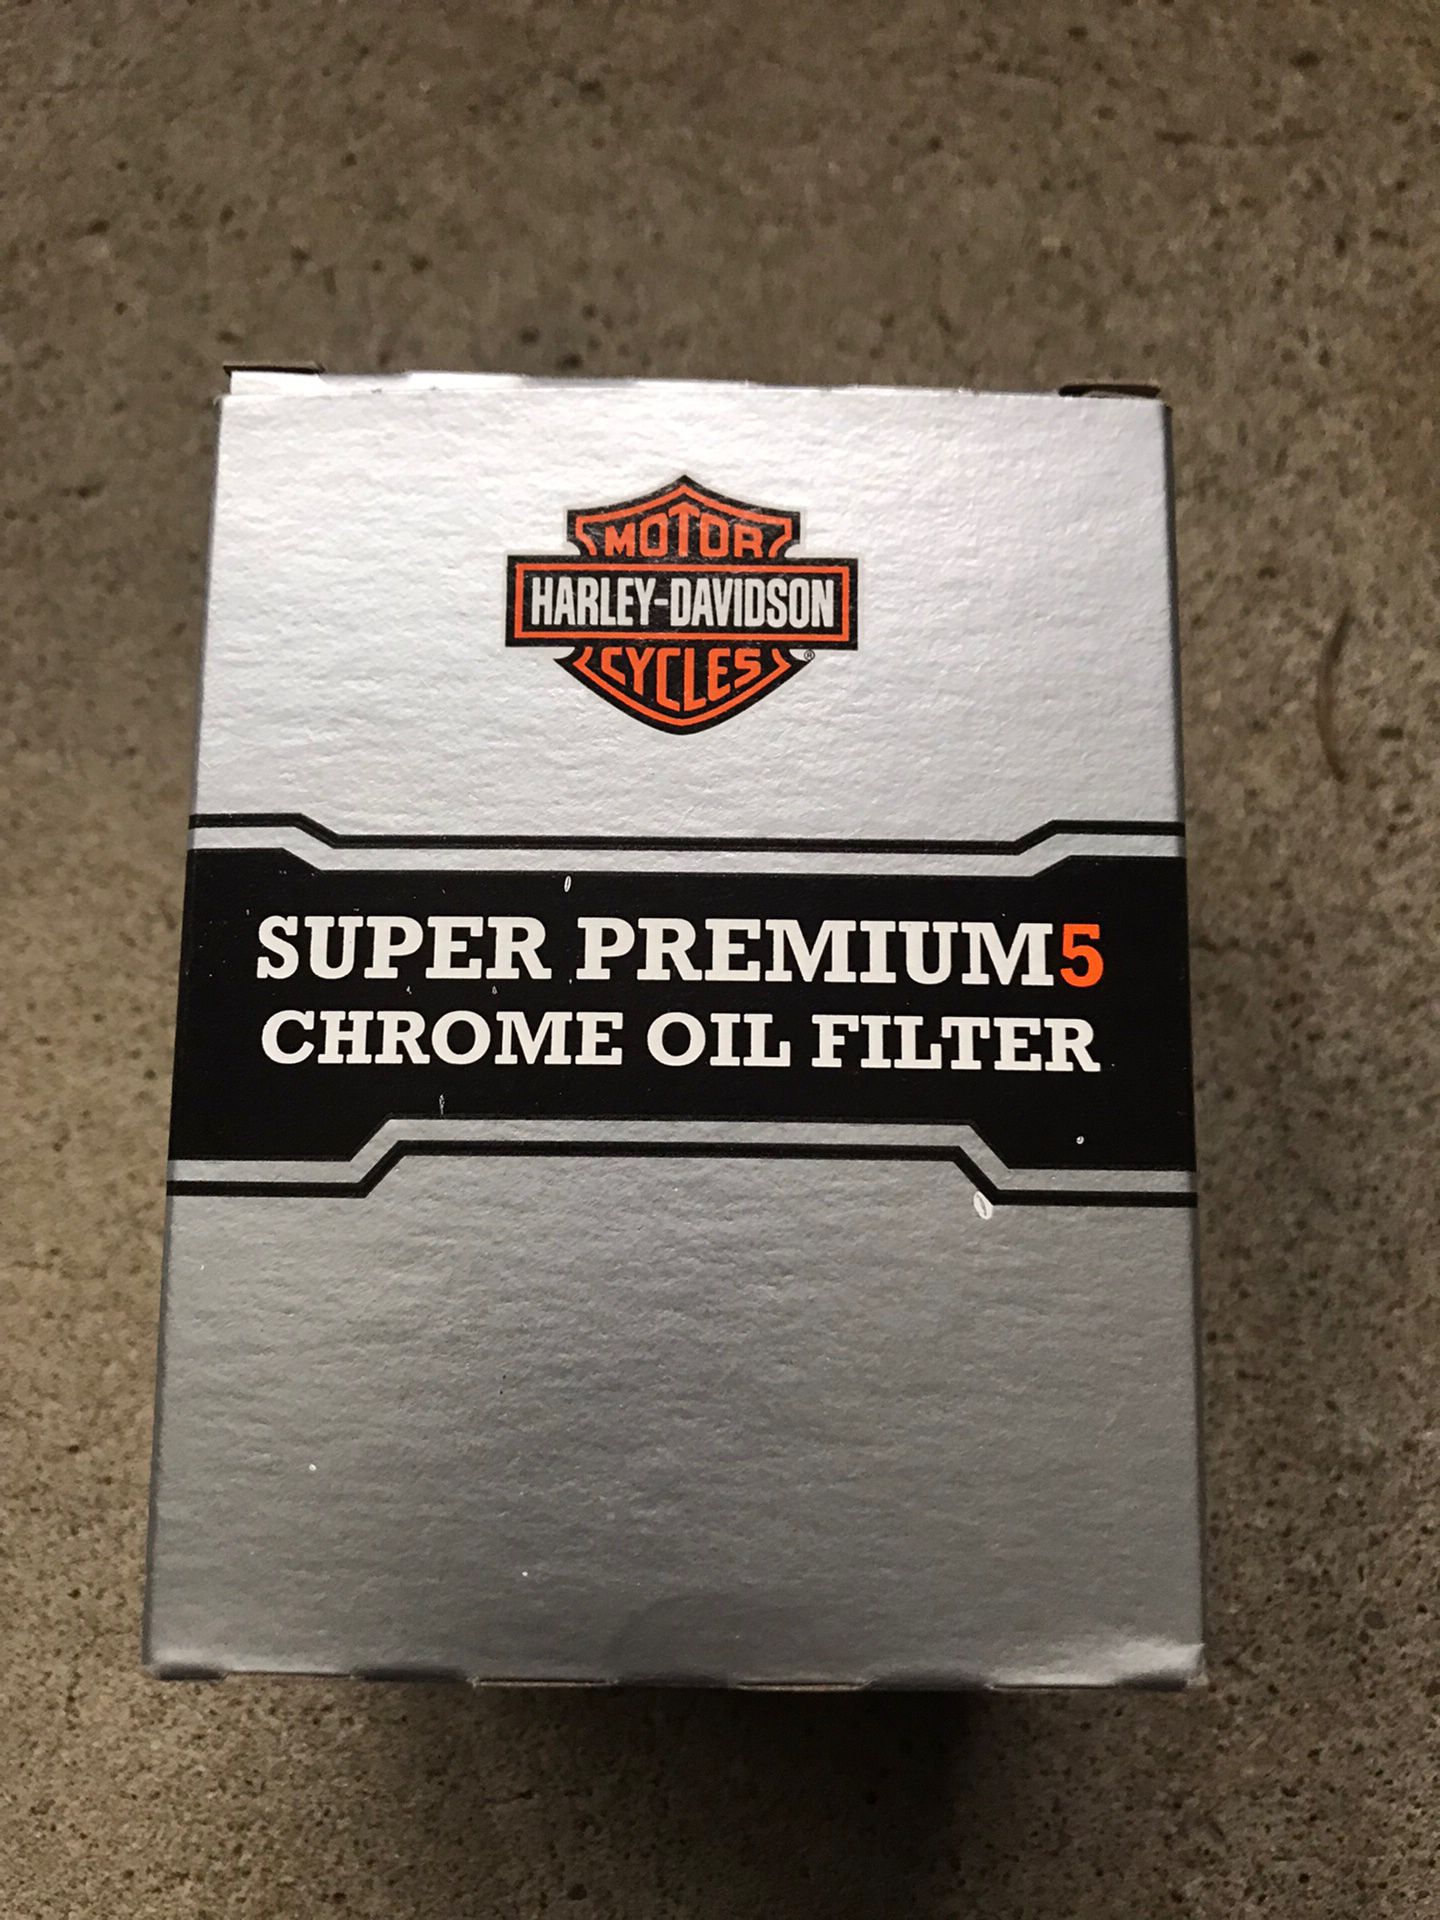 MOTOR
HARLEY-DAVIDSON
CYCLES ®
SUPER PREMIUM5
CHROME OIL FILTER